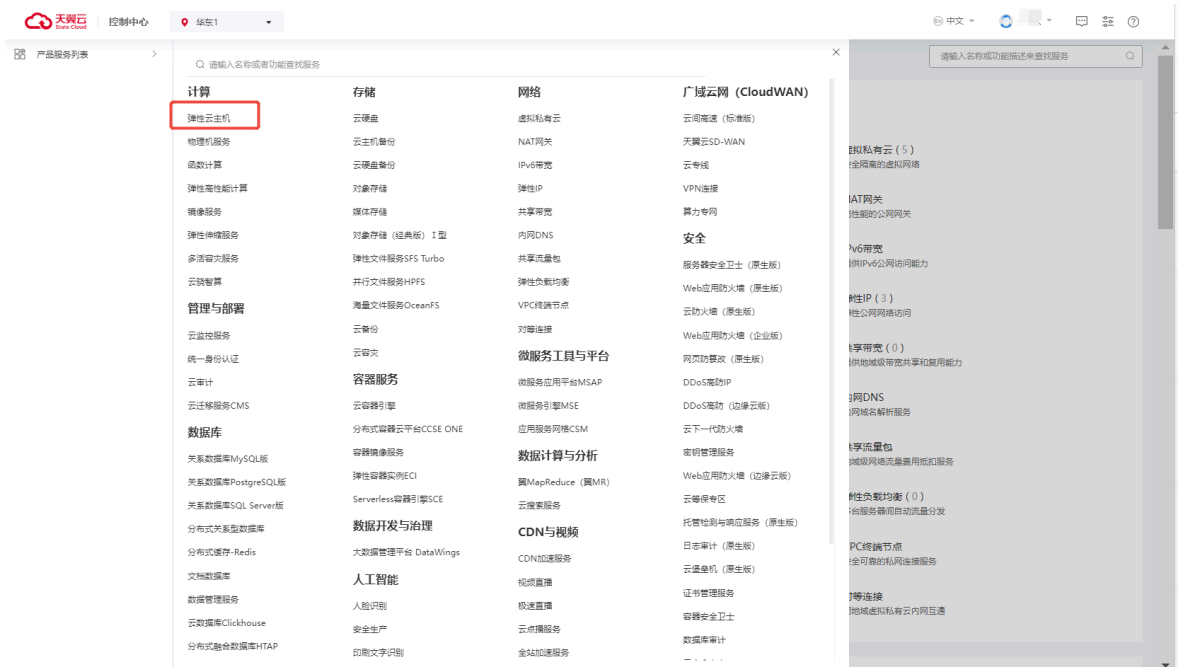 天翼云
State Cloud
控制中心
华东1
中文
产品服务列表
请输入名称或者功能查找服务
请输入名称或功能描述来查找服务
计算
弹性云主机
物理机服务
函数计算
弹性高性能计算
镜像服务
弹性伸缩服务
多活容灾服务
云骁智算
管理与部署
云监控服务
统一身份认证
云审计
云迁移服务CMS
数据库
关系数据库MySQL版
关系数据库PostgreSQL版
关系数据库SQL Server版
分布式关系型数据库
分布式缓存-Redis
文档数据库
数据管理服务
云数据库Clickhouse
分布式融合数据库HTAP
存储
云硬盘
云主机备份
云硬盘备份
对象存储
媒体存储
对象存储（经典版）I型
弹性文件服务SFS Turbo
并行文件服务HPFS
海量文件服务OceanFS
云备份
云容灾
容器服务
云容器引擎
分布式容器云平台CCSE ONE
容器镜像服务
弹性容器实例ECI
Serverless容器引擎SCE
数据开发与治理
大数据管理平台 DataWings
人工智能
人脸识别
安全生产
印刷文字识别
网络
虚拟私有云
NAT网关
IPv6带宽
弹性IP
共享带宽
内网DNS
共享流量包
弹性负载均衡
VPC终端节点
对等连接
微服务工具与平台
微服务应用平台MSAP
微服务引擎MSE
应用服务网格CSM
数据计算与分析
翼MapReduce（翼MR）
云搜索服务
CDN与视频
CDN加速服务
视频直播
极速直播
云点播服务
全站加速服务
广域云网（CloudWAN）
云间高速（标准版）
天翼云SD-WAN
云专线
VPN连接
算力专网
安全
服务器安全卫士（原生版）
Web应用防火墙（原生版）
云防火墙（原生版）
Web应用防火墙（企业版）
网页防篡改（原生版）
DDoS高防IP
DDoS高防（边缘云版）
云下一代防火墙
密钥管理服务
Web应用防火墙（边缘云版）
云等保专区
托管检测与响应服务（原生版）
日志审计（原生版）
云堡垒机（原生版）
证书管理服务
容器安全卫士
数据库审计
虚拟私有云（5）
安全隔离的虚拟网络
NAT网关
性能的公网网关
Pv6带宽
提供IPv6公网访问能力
弹性IP（3）
弹性公网网络访问
共享带宽（0）
提供地域级带宽共享和复用能力
内网DNS
内网域名解析服务
共享流量包
地域级网络流量费用抵扣服务
弹性负载均衡（0）
多台服务器间自动流量分发
VPC终端节点
安全可靠的私网连接服务
对等连接
同地域虚拟私有云内网互通